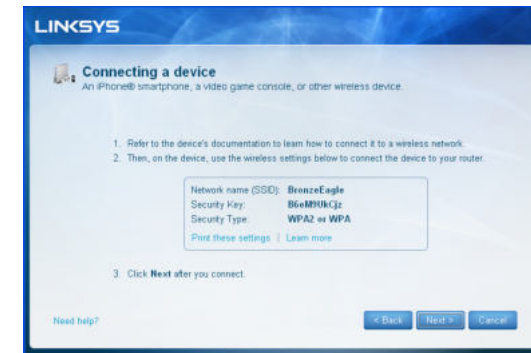 LINKSYS
Connecting a device
An iPhone® smartphone, a video game console, or other wireless device.
1. Refer to the device's documentation to learn how to connect it to a wireless network.
2. Then, on the device, use the wireless settings below to connect the device to your router.
Network name (SSID): BronzeEagle
Security Key: B6eM9UkCjz
Security Type: WPA2 or WPA
Print these settings | Learn more
3. Click Next after you connect.
Need help? < Back Next > Cancel